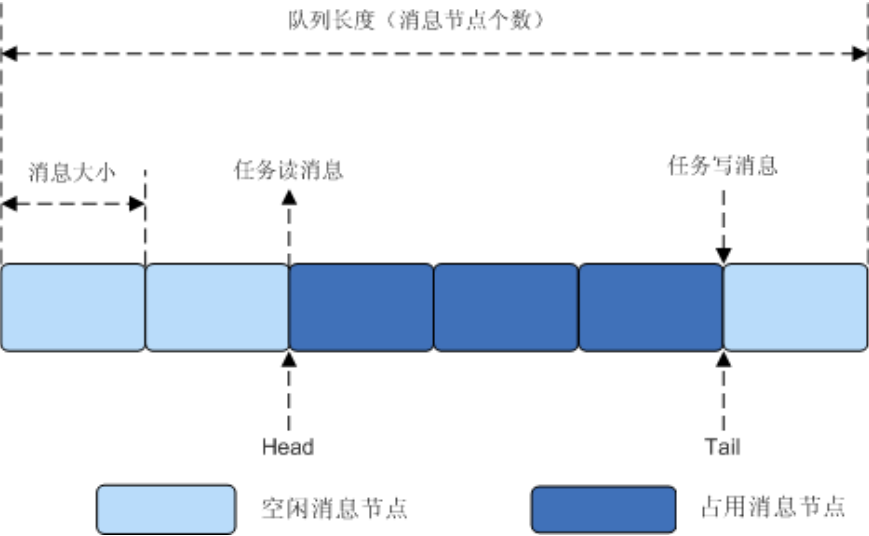 队列长度（消息节点个数）
消息大小
任务读消息
任务写消息
Head
Tail
空闲消息节点
占用消息节点